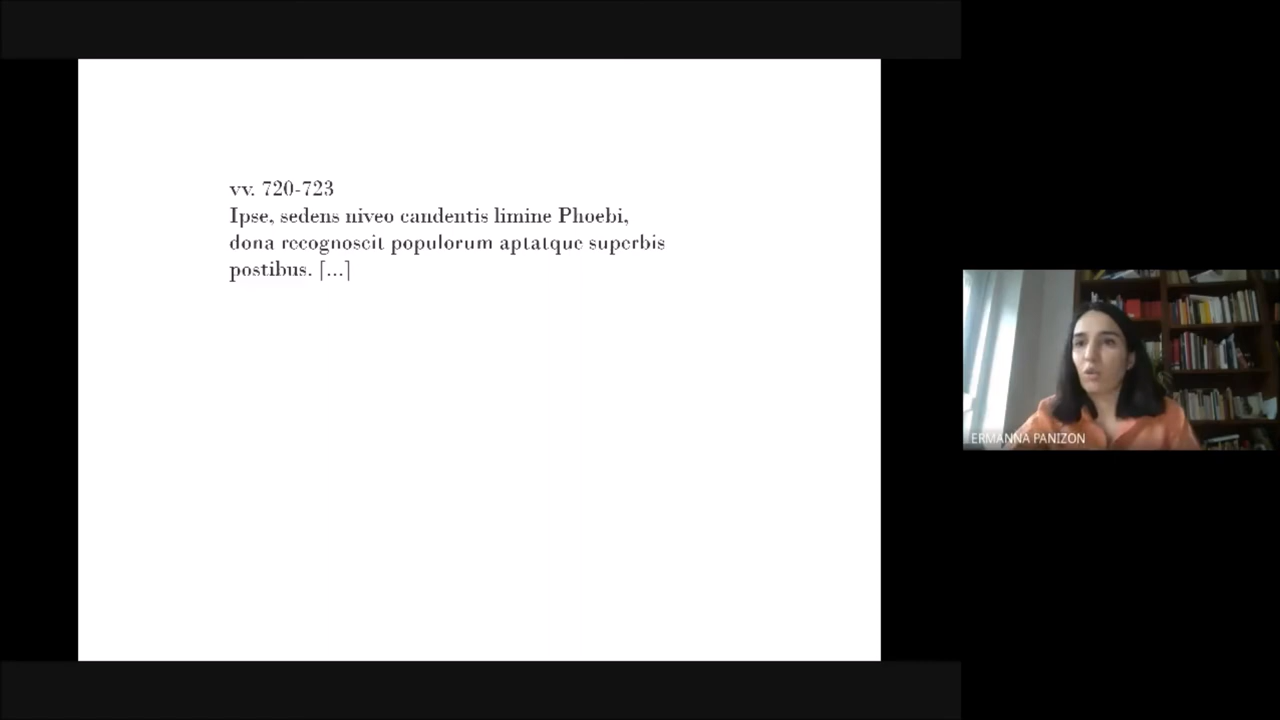 vv. 720-723
Ipse, sedens niveo candentis limine Phoebi,
dona recognoscit populorum aptatque superbis
postibus. [...]
ERMANNA PANIZON